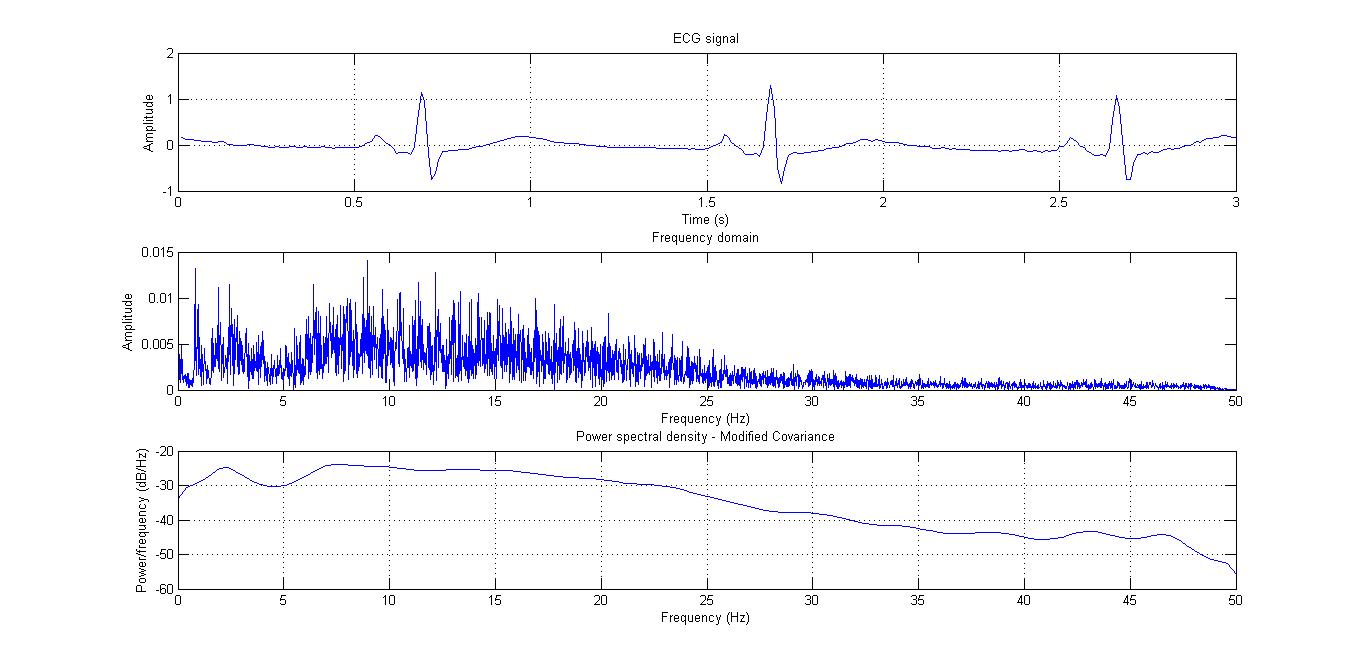 ECG signal
2
1
0
-1
Amplitude
0 0.5 1 1.5 2 2.5 3
Time (s)
Frequency domain
0.015
0.01
0.005
0
Amplitude
0 5 10 15 20 25 30 35 40 45 50
Frequency (Hz)
Power spectral density - Modified Covariance
-20
-30
-40
-50
-60
Power/frequency (dB/Hz)
0 5 10 15 20 25 30 35 40 45 50
Frequency (Hz)